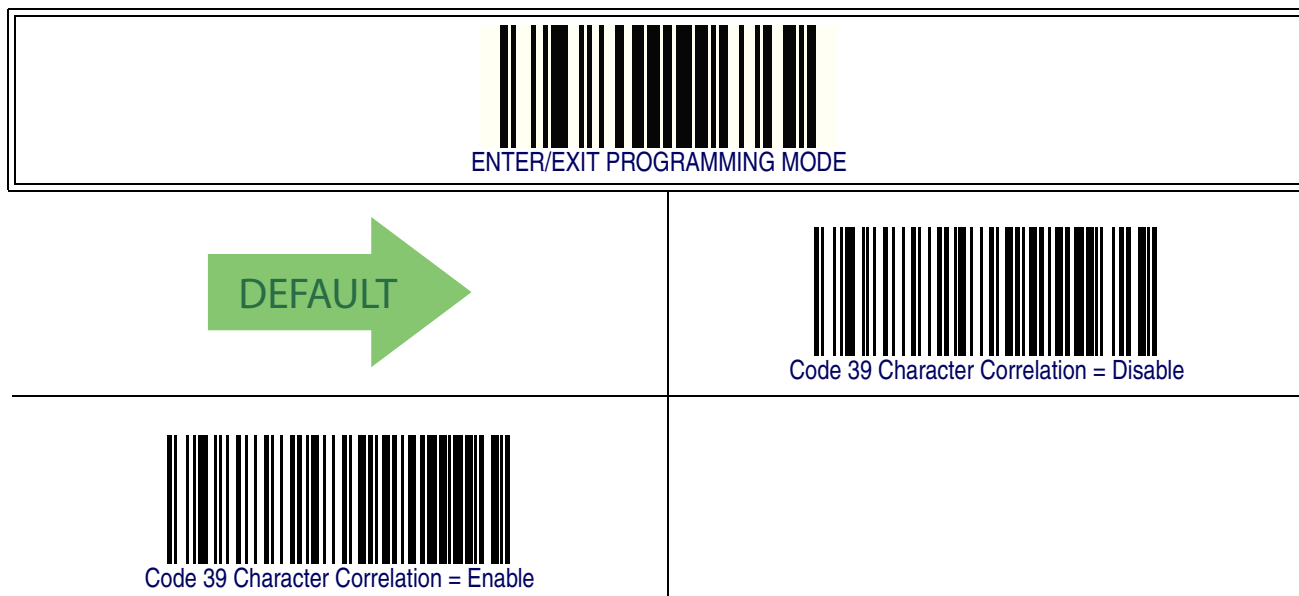 ENTER/EXIT PROGRAMMING MODE
DEFAULT
Code 39 Character Correlation = Disable
Code 39 Character Correlation = Enable